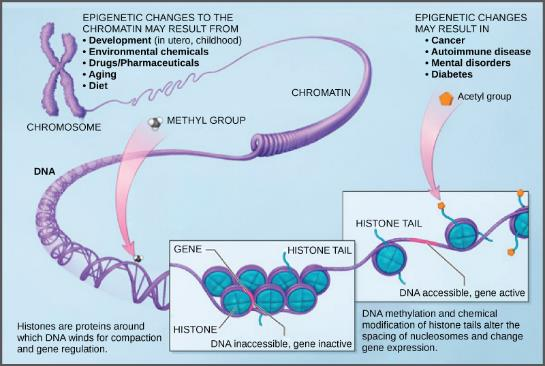 EPIGENETIC CHANGES TO THE
CHROMATIN MAY RESULT FROM
• Development (in utero, childhood)
• Environmental chemicals
• Drugs/Pharmaceuticals
• Aging
• Diet
EPIGENETIC CHANGES
MAY RESULT IN
• Cancer
• Autoimmune disease
• Mental disorders
• Diabetes
Acetyl group
CHROMATIN
CHROMOSOME
METHYL GROUP
DNA
GENE
HISTONE TAIL
HISTONE
DNA inaccessible, gene inactive
HISTONE TAIL
DNA accessible, gene active
Histones are proteins around
which DNA winds for compaction
and gene regulation.
DNA methylation and chemical
modification of histone tails alter the
spacing of nucleosomes and change
gene expression.